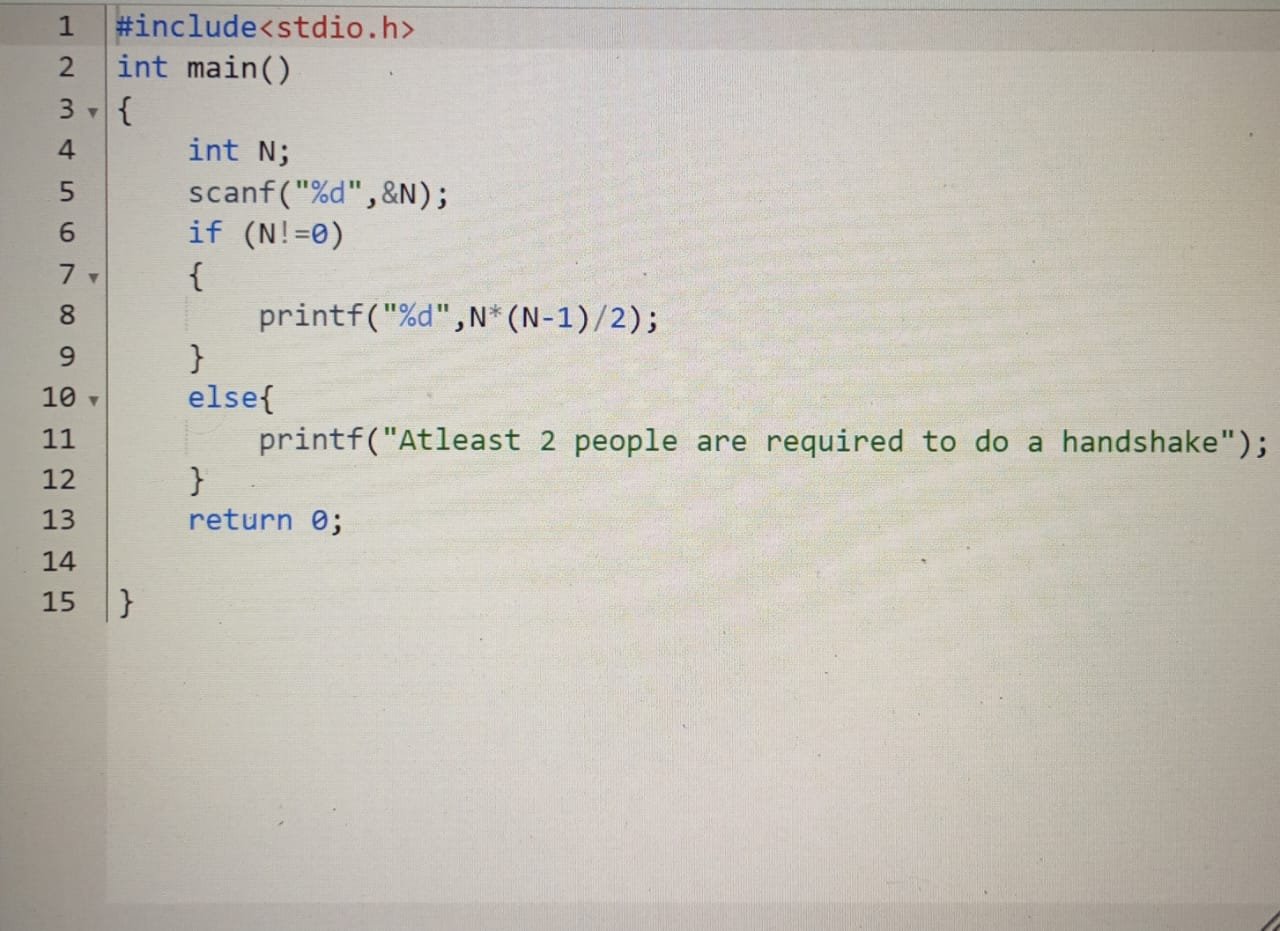 1 #include<stdio.h>
2 int main()
3 {
4 int N;
5 scanf("%d",&N);
6 if (N!=0)
7 {
8 printf("%d",N*(N-1)/2);
9 }
10 else{
11 printf("Atleast 2 people are required to do a handshake");
12 }
13 return 0;
14
15 }